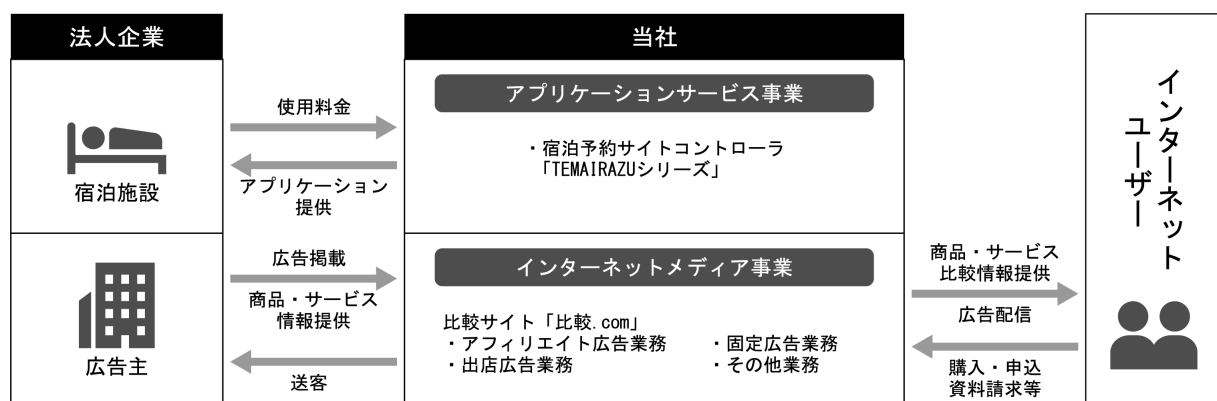 法人企業
当社
アプリケーションサービス事業
使用料金
・宿泊予約サイトコントローラ
「TEMAIRAZUシリーズ」
アプリケーション
提供
宿泊施設
インターネットメディア事業
広告掲載
商品・サービス
情報提供
比較サイト「比較.com」
・アフィリエイト広告業務
・固定広告業務
・出店広告業務
・その他業務
送客
広告主
商品・サービス
比較情報提供
広告配信
購入・申込
資料請求等
インターネット
ユーザー